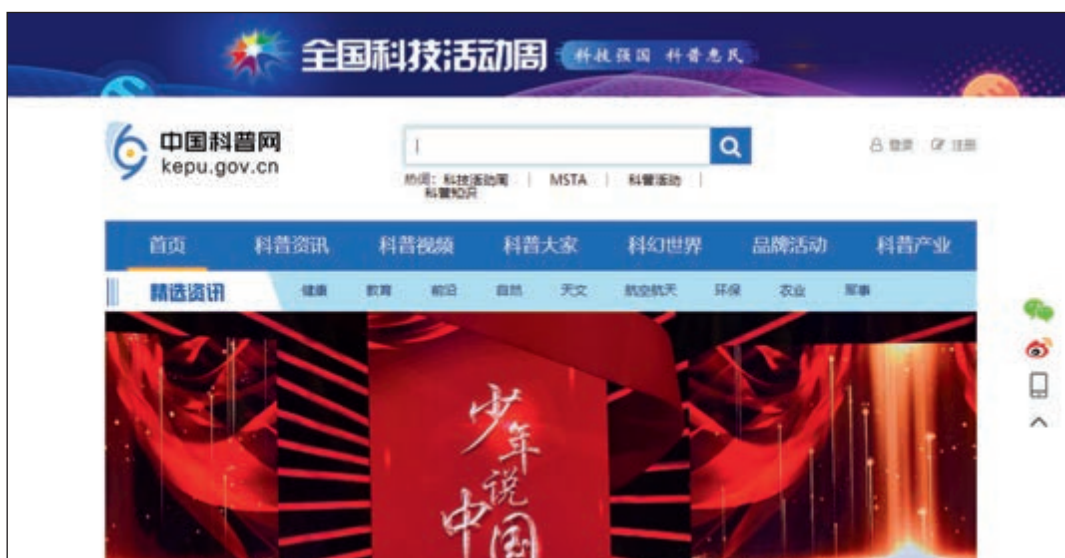 全国科技活动周 科技强国 科普惠民
中国科普网
kepu.gov.cn
登录 注册
热词：科技活动周 | MSTA | 科普活动 |
科普知识
首页 科普资讯 科普视频 科普大家 科幻世界 品牌活动 科普产业
精选资讯 健康 教育 前沿 自然 天文 航空航天 环保 农业 军事
少年说
中国